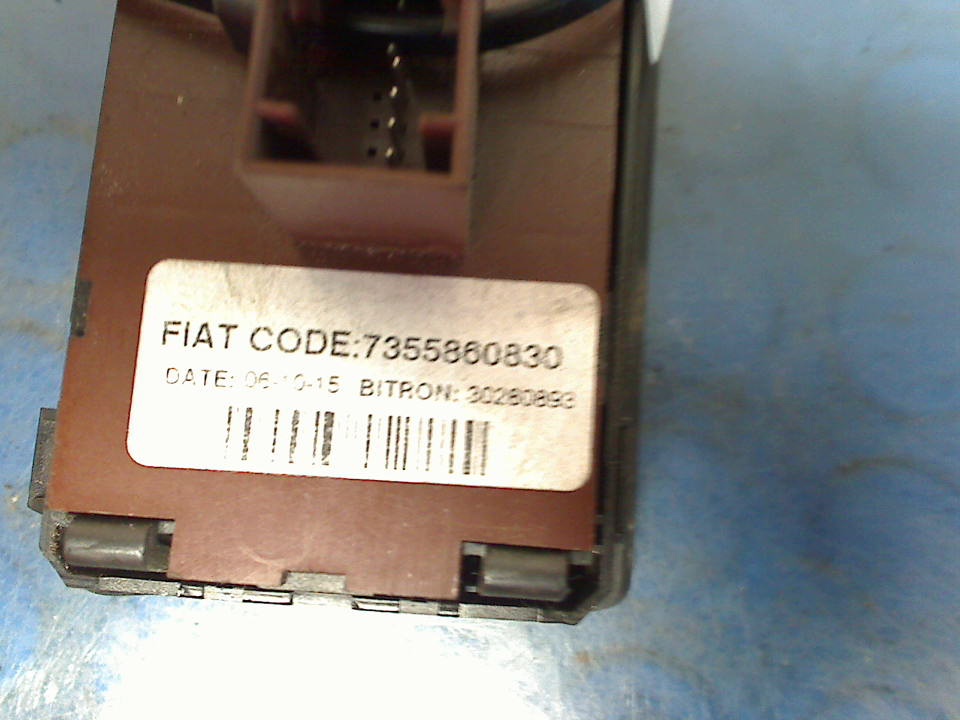 FIAT CODE:7355860830
DATE: 06-10-15 BITRON: 30280893